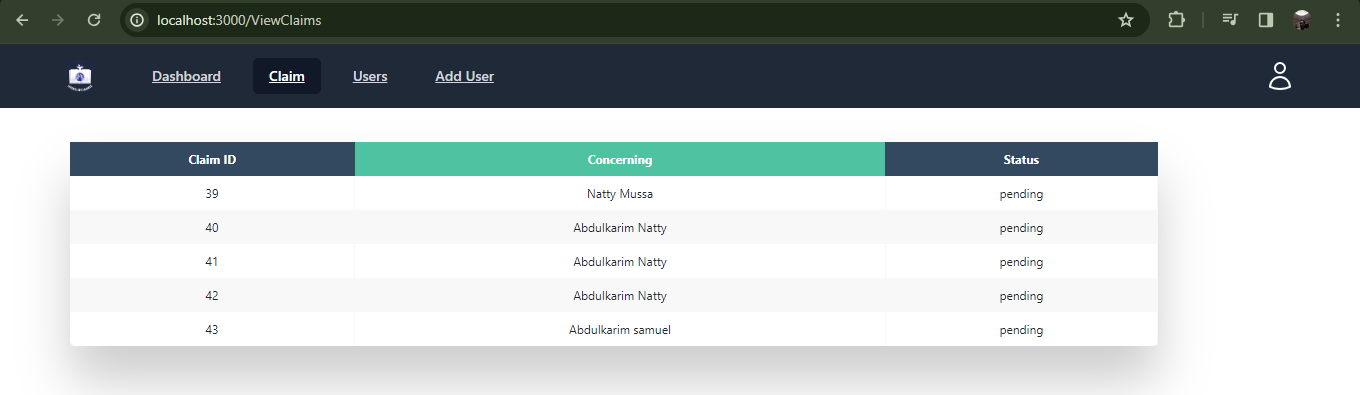 localhost:3000/ViewClaims
Dashboard Claim Users Add User
Claim ID Concerning Status
39 Natty Mussa pending
40 Abdulkarim Natty pending
41 Abdulkarim Natty pending
42 Abdulkarim Natty pending
43 Abdulkarim samuel pending